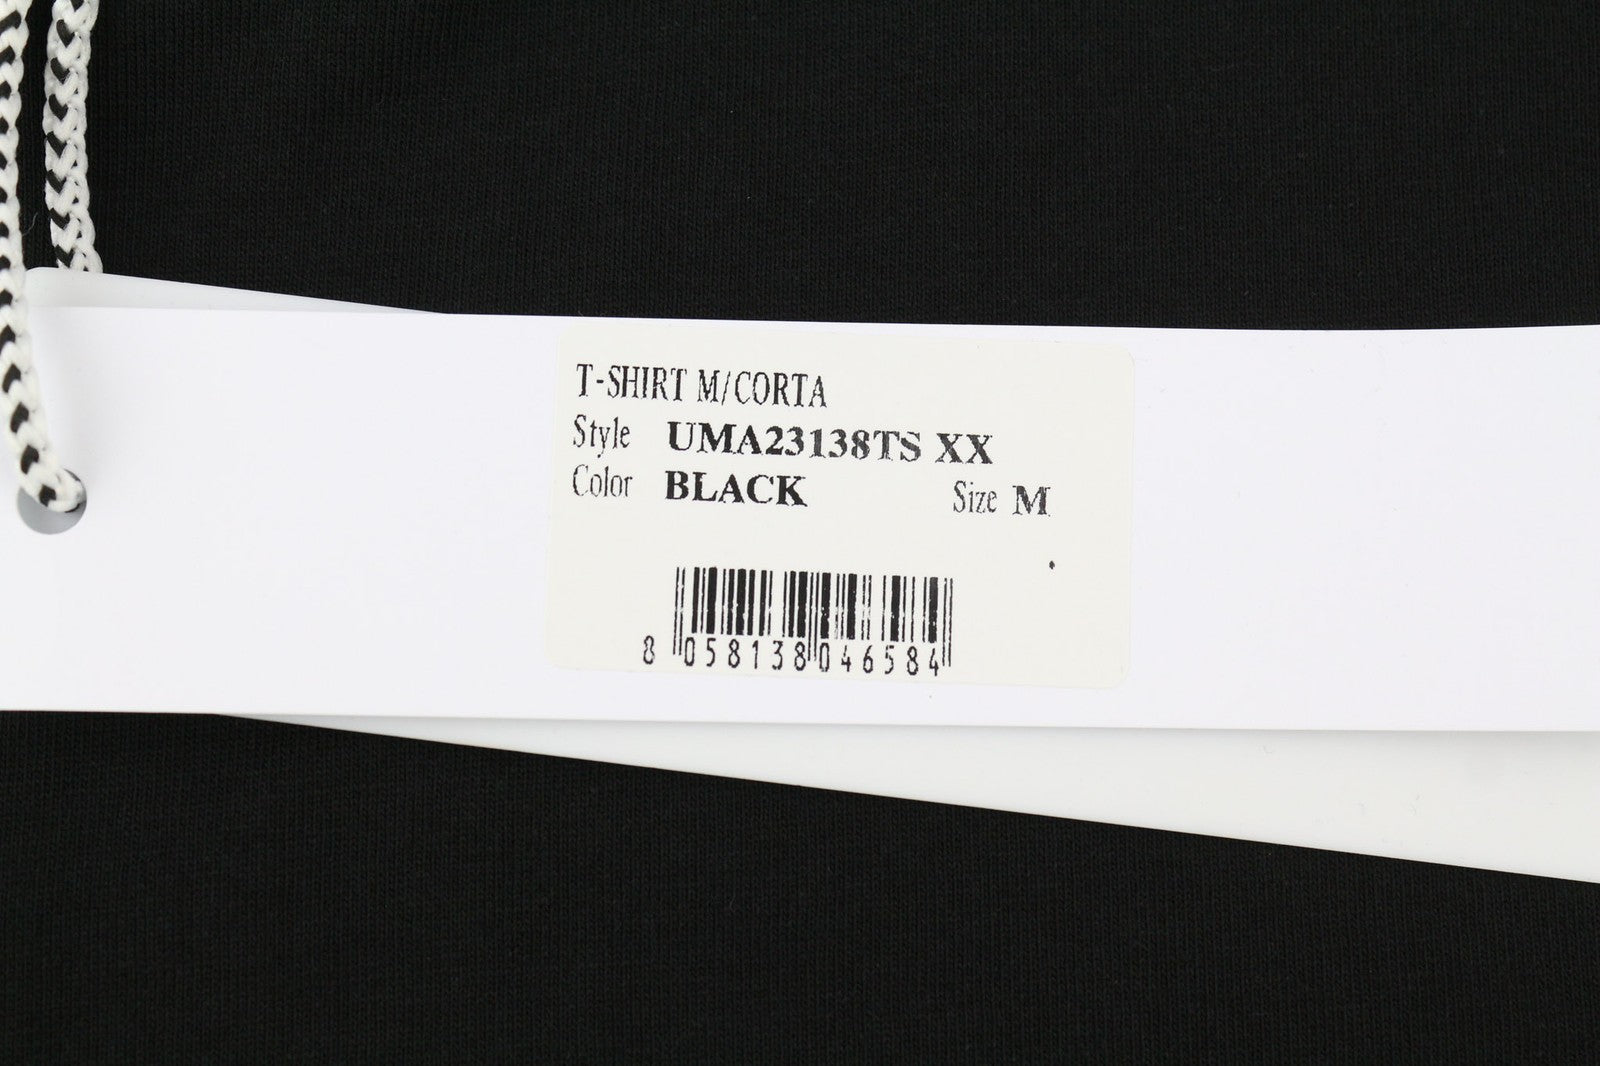 T-SHIRT M/CORTA
Style UMA23138TS XX
Color BLACK Size M
8 058138 046584